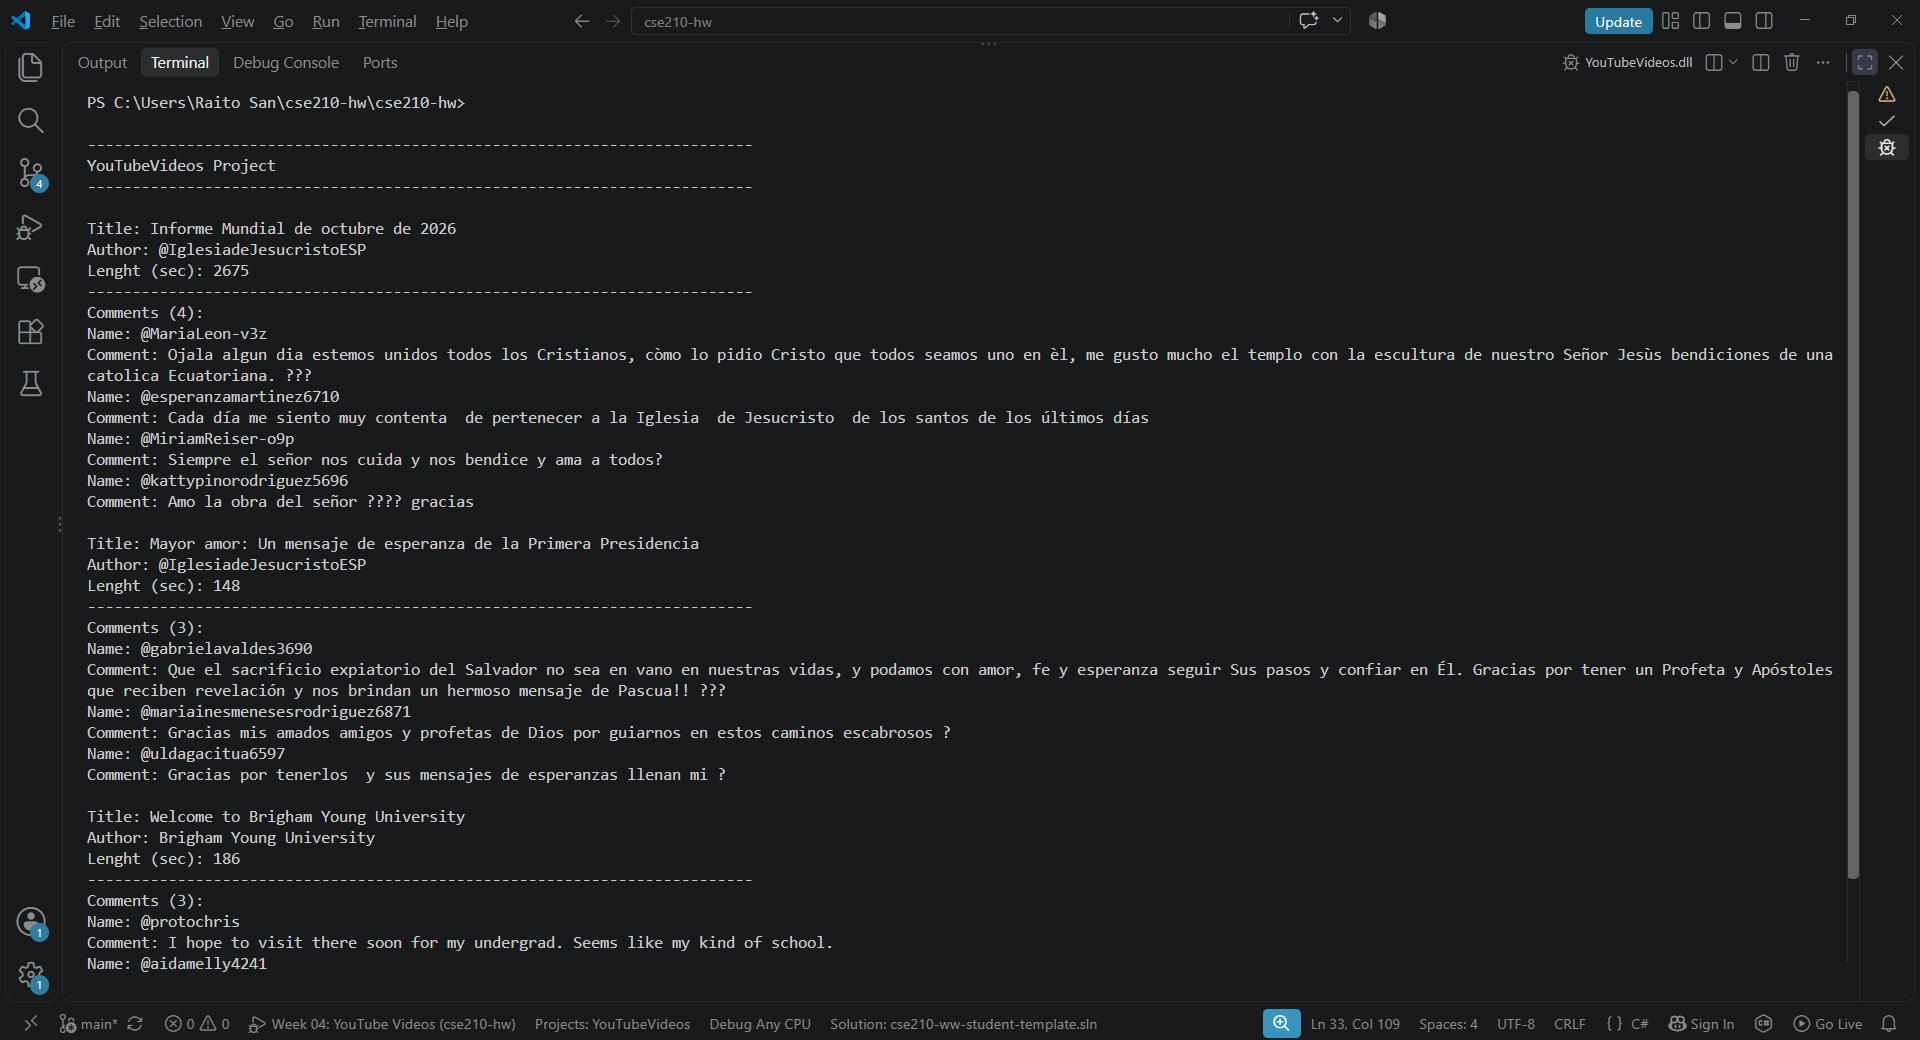 File Edit Selection View Go Run Terminal Help cse210-hw Update
Output Terminal Debug Console Ports YouTubeVideos.dll
PS C:\Users\Raito San\cse210-hw\cse210-hw>
--------------------------------------------------------------------------
YouTubeVideos Project
--------------------------------------------------------------------------
Title: Informe Mundial de octubre de 2026
Author: @IglesiadeJesucristoESP
Lenght (sec): 2675
--------------------------------------------------------------------------
Comments (4):
Name: @MariaLeon-v3z
Comment: Ojala algun dia estemos unidos todos los Cristianos, còmo lo pidio Cristo que todos seamos uno en èl, me gusto mucho el templo con la escultura de nuestro Señor Jesùs bendiciones de una
catolica Ecuatoriana. ???
Name: @esperanzamartinez6710
Comment: Cada día me siento muy contenta  de pertenecer a la Iglesia  de Jesucristo  de los santos de los últimos días
Name: @MiriamReiser-o9p
Comment: Siempre el señor nos cuida y nos bendice y ama a todos?
Name: @kattypinorodriguez5696
Comment: Amo la obra del señor ???? gracias
Title: Mayor amor: Un mensaje de esperanza de la Primera Presidencia
Author: @IglesiadeJesucristoESP
Lenght (sec): 148
--------------------------------------------------------------------------
Comments (3):
Name: @gabrielavaldes3690
Comment: Que el sacrificio expiatorio del Salvador no sea en vano en nuestras vidas, y podamos con amor, fe y esperanza seguir Sus pasos y confiar en Él. Gracias por tener un Profeta y Apóstoles
que reciben revelación y nos brindan un hermoso mensaje de Pascua!! ???
Name: @mariainesmenesesrodriguez6871
Comment: Gracias mis amados amigos y profetas de Dios por guiarnos en estos caminos escabrosos ?
Name: @uldagacitua6597
Comment: Gracias por tenerlos  y sus mensajes de esperanzas llenan mi ?
Title: Welcome to Brigham Young University
Author: Brigham Young University
Lenght (sec): 186
--------------------------------------------------------------------------
Comments (3):
Name: @protochris
Comment: I hope to visit there soon for my undergrad. Seems like my kind of school.
Name: @aidamelly4241
4
1
1
main* 0 0 Week 04: YouTube Videos (cse210-hw) Projects: YouTubeVideos Debug Any CPU Solution: cse210-ww-student-template.sln Ln 33, Col 109 Spaces: 4 UTF-8 CRLF { } C# Sign In Go Live